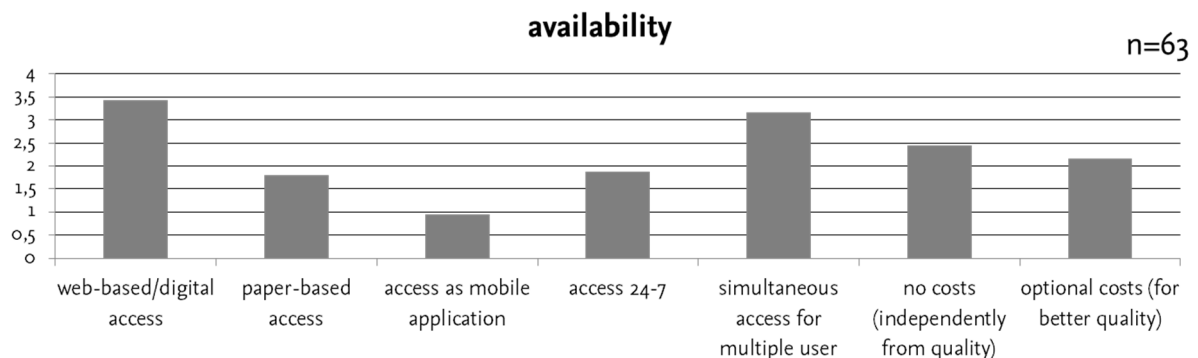 availability
n=63
4
3,5
3
2,5
2
1,5
1
0,5
0
web-based/digital
access
paper-based
access
access as mobile
application
access 24-7
simultaneous
access for
multiple user
no costs
(independently
from quality)
optional costs (for
better quality)